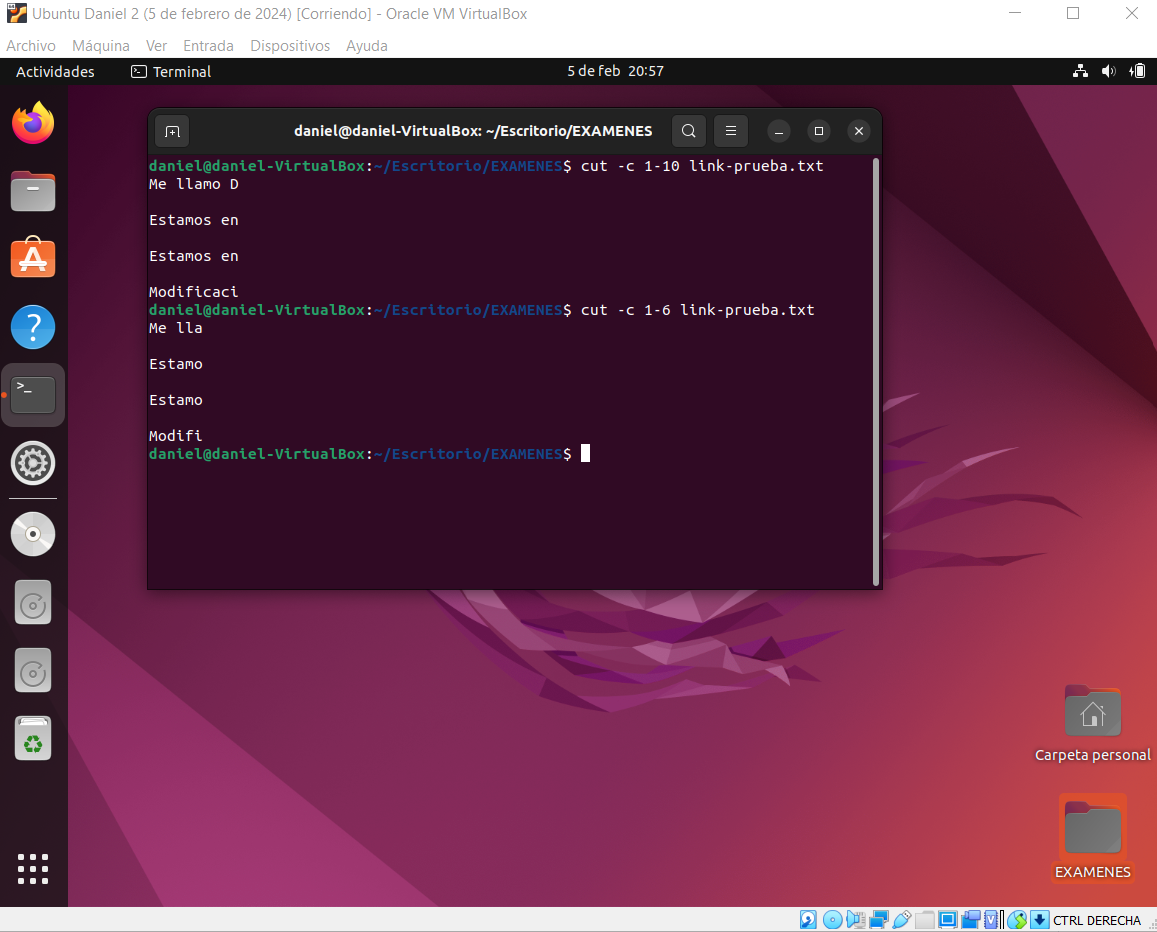 Ubuntu Daniel 2 (5 de febrero de 2024) [Corriendo] - Oracle VM VirtualBox
Archivo Máquina Ver Entrada Dispositivos Ayuda
Actividades Terminal 5 de feb 20:57
daniel@daniel-VirtualBox: ~/Escritorio/EXAMENES
daniel@daniel-VirtualBox:~/Escritorio/EXAMENES$ cut -c 1-10 link-prueba.txt
Me llamo D
Estamos en
Estamos en
Modificaci
daniel@daniel-VirtualBox:~/Escritorio/EXAMENES$ cut -c 1-6 link-prueba.txt
Me lla
Estamo
Estamo
Modifi
daniel@daniel-VirtualBox:~/Escritorio/EXAMENES$
Carpeta personal
EXAMENES
CTRL DERECHA